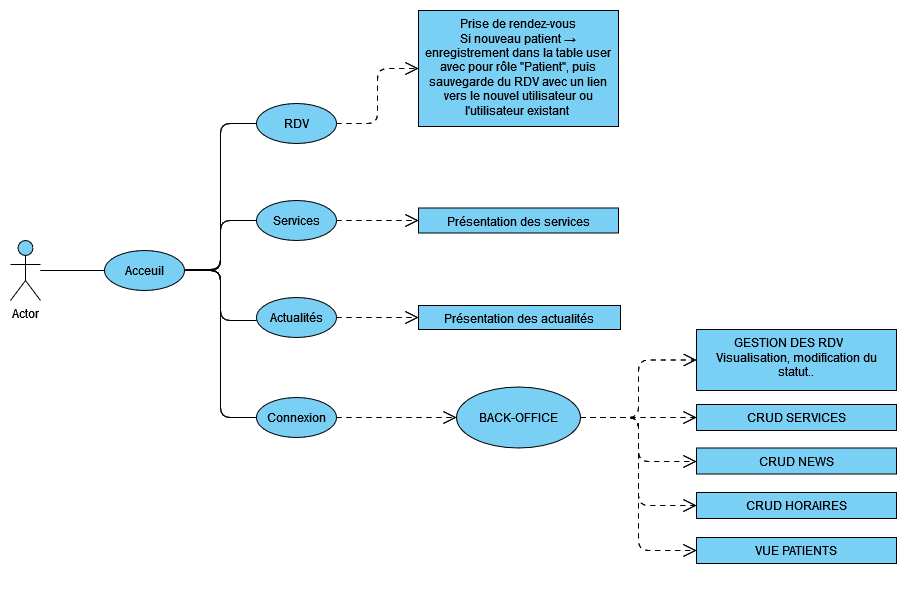 Prise de rendez-vous
Si nouveau patient →
enregistrement dans la table user
avec pour rôle "Patient", puis
sauvegarde du RDV avec un lien
vers le nouvel utilisateur ou
l'utilisateur existant
RDV
Services
Présentation des services
Acceuil
Actor
Actualités
Présentation des actualités
Connexion
BACK-OFFICE
GESTION DES RDV
Visualisation, modification du
statut..
CRUD SERVICES
CRUD NEWS
CRUD HORAIRES
VUE PATIENTS